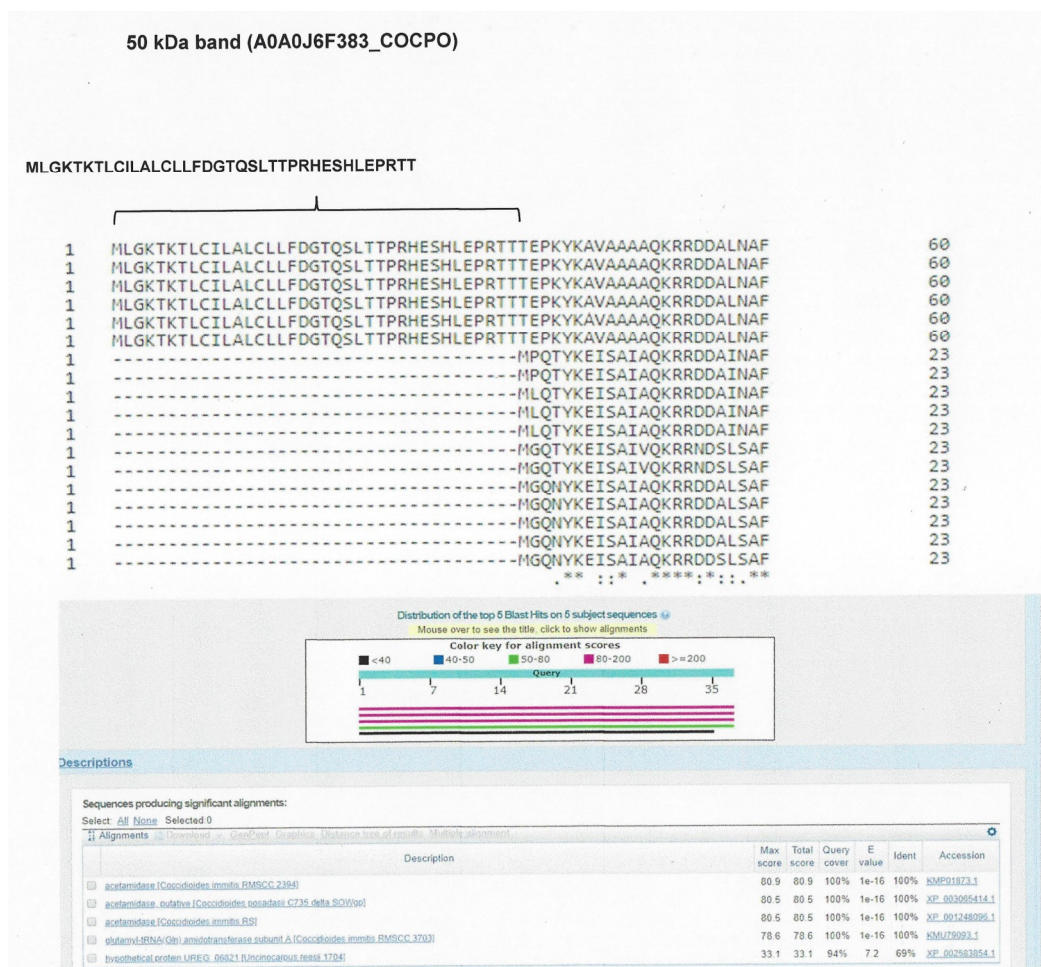 50 kDa band (A0A0J6F383_COCPO)
MLGKTKTLCILALCLLFDGTQSLTTPRHESHLEPRTT
1 MLGKTKTLCILALCLLFDGTQSLTTPRHESHLEPRTTTEPKYKAVAAAAQKRRDDALNAF 60
1 MLGKTKTLCILALCLLFDGTQSLTTPRHESHLEPRTTTEPKYKAVAAAAQKRRDDALNAF 60
1 MLGKTKTLCILALCLLFDGTQSLTTPRHESHLEPRTTTEPKYKAVAAAAQKRRDDALNAF 60
1 MLGKTKTLCILALCLLFDGTQSLTTPRHESHLEPRTTTEPKYKAVAAAAQKRRDDALNAF 60
1 MLGKTKTLCILALCLLFDGTQSLTTPRHESHLEPRTTTEPKYKAVAAAAQKRRDDALNAF 60
1 MLGKTKTLCILALCLLFDGTQSLTTPRHESHLEPRTTTEPKYKAVAAAAQKRRDDALNAF 60
1 -------------------------------------MPQTYKEISAIAQKRRDDAINAF 23
1 -------------------------------------MPQTYKEISAIAQKRRDDAINAF 23
1 -------------------------------------MLQTYKEISAIAQKRRDDAINAF 23
1 -------------------------------------MLQTYKEISAIAQKRRDDAINAF 23
1 -------------------------------------MLQTYKEISAIAQKRRDDAINAF 23
1 -------------------------------------MGQTYKEISAIVQKRRNDSLSAF 23
1 -------------------------------------MGQTYKEISAIVQKRRNDSLSAF 23
1 -------------------------------------MGQNYKEISAIAQKRRDDALSAF 23
1 -------------------------------------MGQNYKEISAIAQKRRDDALSAF 23
1 -------------------------------------MGQNYKEISAIAQKRRDDALSAF 23
1 -------------------------------------MGQNYKEISAIAQKRRDDALSAF 23
1 -------------------------------------MGQNYKEISAIAQKRRDDSLSAF 23
.** ::* .****:*::.**
Distribution of the top 5 Blast Hits on 5 subject sequences
Mouse over to see the title, click to show alignments
Color key for alignment scores
<40 40-50 50-80 80-200 >=200
Query
1 7 14 21 28 35
Descriptions
Sequences producing significant alignments:
Select: All None Selected:0
Alignments Download GenPept Graphics Distance tree of results Multiple alignment
Description Max score Total score Query cover E value Ident Accession
acetamidase [Coccidioides immitis RMSCC 2394] 80.9 80.9 100% 1e-16 100% KMP01873.1
acetamidase, putative [Coccidioides posadasii C735 delta SOWgp] 80.5 80.5 100% 1e-16 100% XP_003065414.1
acetamidase [Coccidioides immitis RS] 80.5 80.5 100% 1e-16 100% XP_001248096.1
glutamyl-tRNA(Gln) amidotransferase subunit A [Coccidioides immitis RMSCC 3703] 78.6 78.6 100% 1e-16 100% KMU79093.1
hypothetical protein UREG_06821 [Uncinocarpus reesii 1704] 33.1 33.1 94% 7.2 69% XP_002583854.1